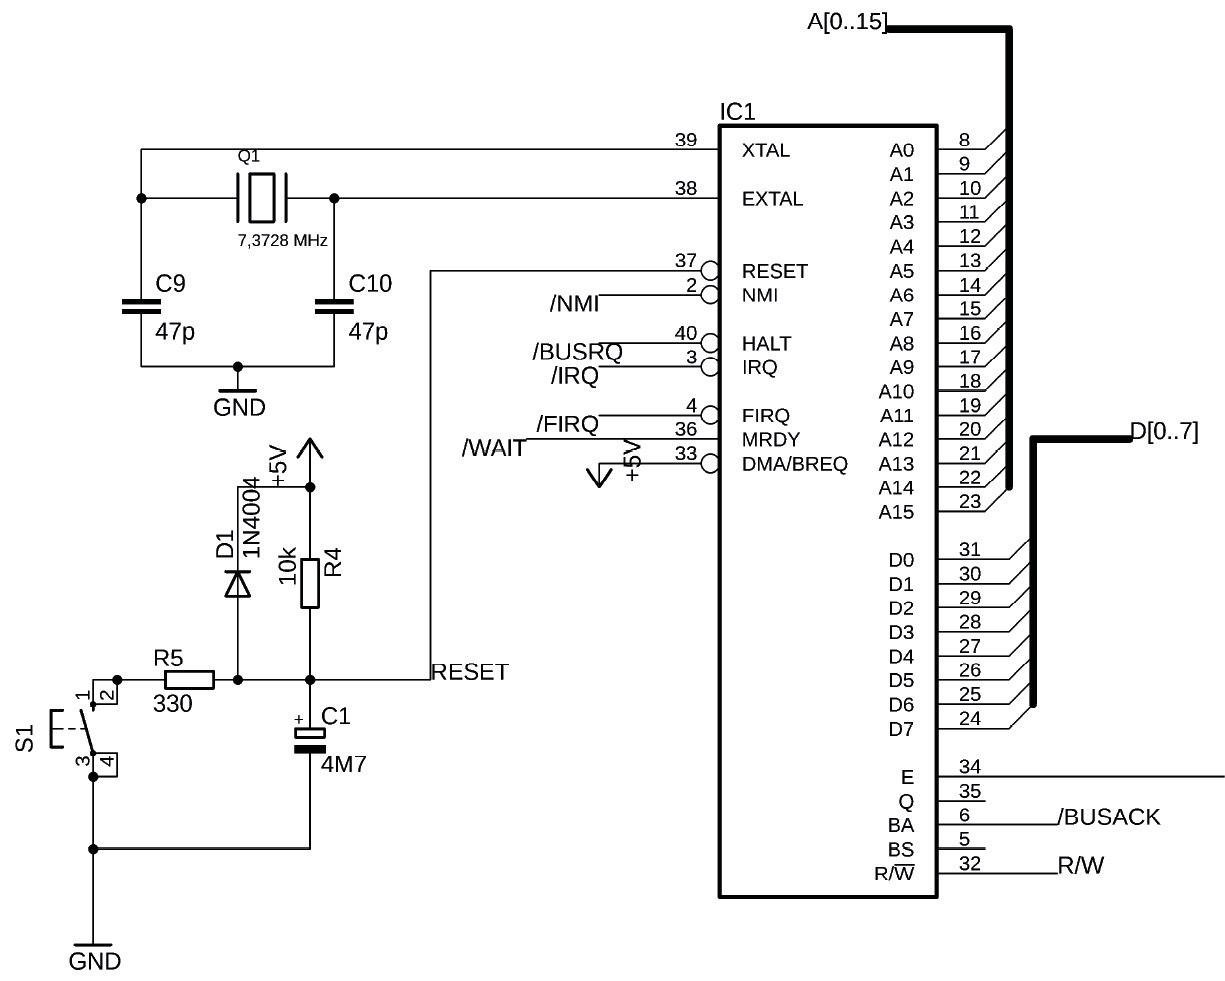 A[0..15]
IC1
39 XTAL A0 8
Q1
A1 9
38 EXTAL A2 10
A3 11
7,3728 MHz
A4 12
37 RESET A5 13
C9 C10
/NMI 2 NMI A6 14
A7 15
47p 47p
/BUSRQ 40 HALT A8 16
/IRQ 3 IRQ A9 17
A10 18
GND
/FIRQ 4 FIRQ A11 19
/WAIT 36 MRDY A12 20
+5V 33 DMA/BREQ A13 21
D[0..7]
A14 22
A15 23
+5V
D1
1N4004
10k
R4
D0 31
D1 30
D2 29
D3 28
D4 27
D5 26
D6 25
D7 24
R5
330
RESET
S1
1
2
3
4
+
C1
4M7
E 34
Q 35
BA 6 /BUSACK
BS 5
R/W 32 R/W
GND